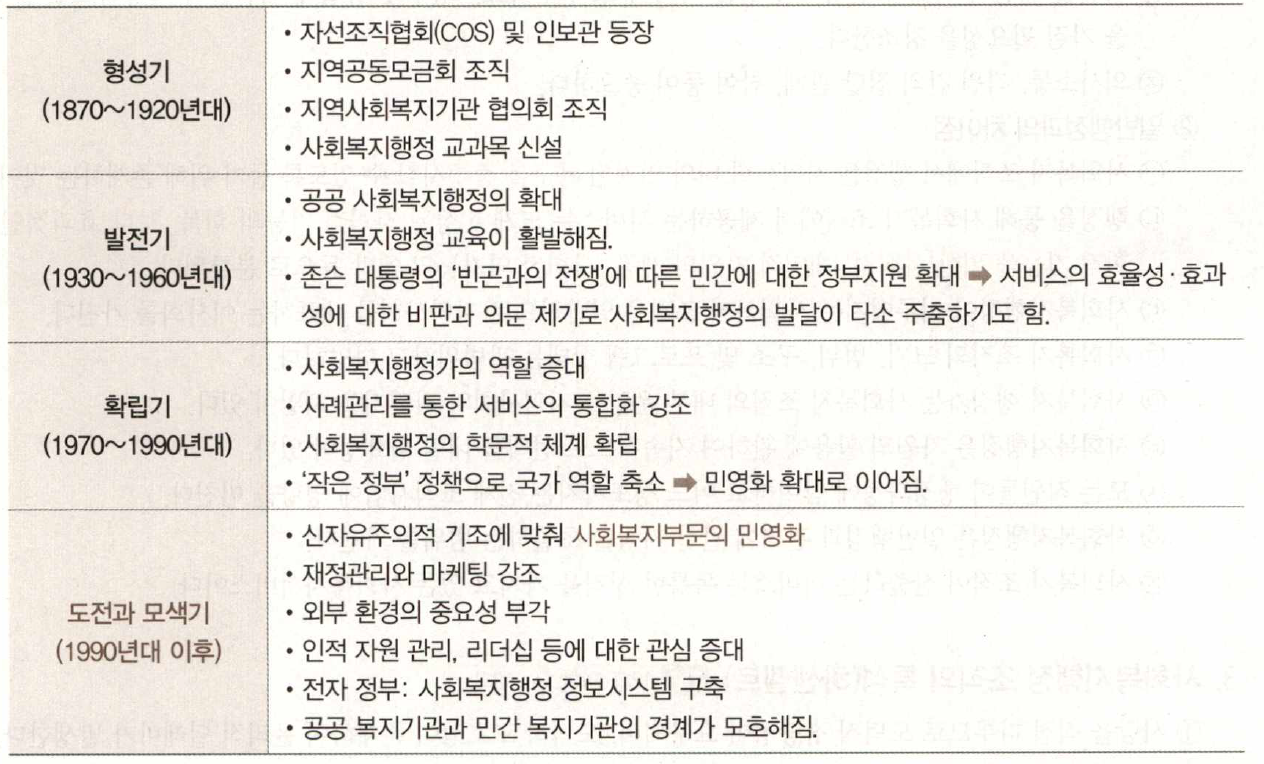 형성기
(1870~1920년대)
• 자선조직협회(COS) 및 인보관 등장
• 지역공동모금회 조직
• 지역사회복지기관 협의회 조직
• 사회복지행정 교과목 신설
발전기
(1930~1960년대)
• 공공 사회복지행정의 확대
• 사회복지행정 교육이 활발해짐.
• 존슨 대통령의 '빈곤과의 전쟁'에 따른 민간에 대한 정부지원 확대 ➡ 서비스의 효율성·효과
성에 대한 비판과 의문 제기로 사회복지행정의 발달이 다소 주춤하기도 함.
확립기
(1970~1990년대)
• 사회복지행정가의 역할 증대
• 사례관리를 통한 서비스의 통합을 강조
• 사회복지행정의 학문적 체계 확립
• '작은 정부' 정책으로 국가 역할 축소 ➡ 민영화 확대로 이어짐.
도전과 모색기
(1990년대 이후)
• 신자유주의적 기조에 맞춰 사회복지부문의 민영화
• 재정관리와 마케팅 강조
• 외부 환경의 중요성 부각
• 인적 자원 관리, 리더십 등에 대한 관심 증대
• 전자 정부: 사회복지행정 정보시스템 구축
• 공공 복지기관과 민간 복지기관의 경계가 모호해짐.